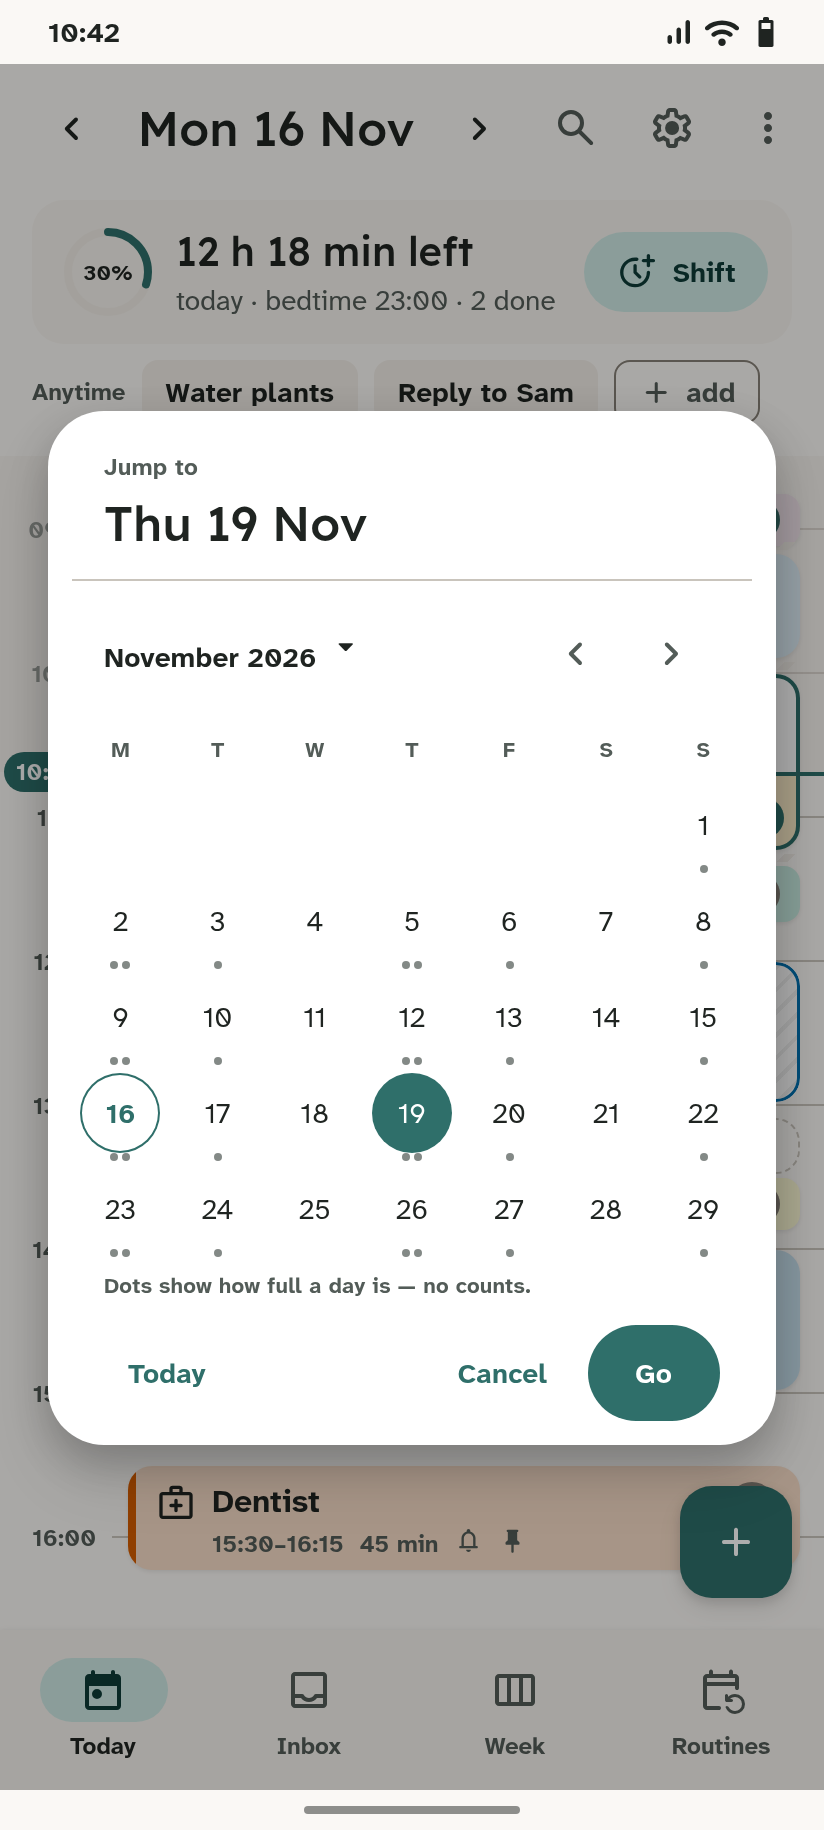 10:42
Mon 16 Nov
30%
12 h 18 min left
today · bedtime 23:00 · 2 done
Shift
Anytime
Water plants
Reply to Sam
+ add
Jump to
Thu 19 Nov
November 2026
M T W T F S S
1
2 3 4 5 6 7 8
9 10 11 12 13 14 15
16 17 18 19 20 21 22
23 24 25 26 27 28 29
Dots show how full a day is — no counts.
Today
Cancel
Go
Dentist
15:30–16:15 45 min
16:00
Today
Inbox
Week
Routines